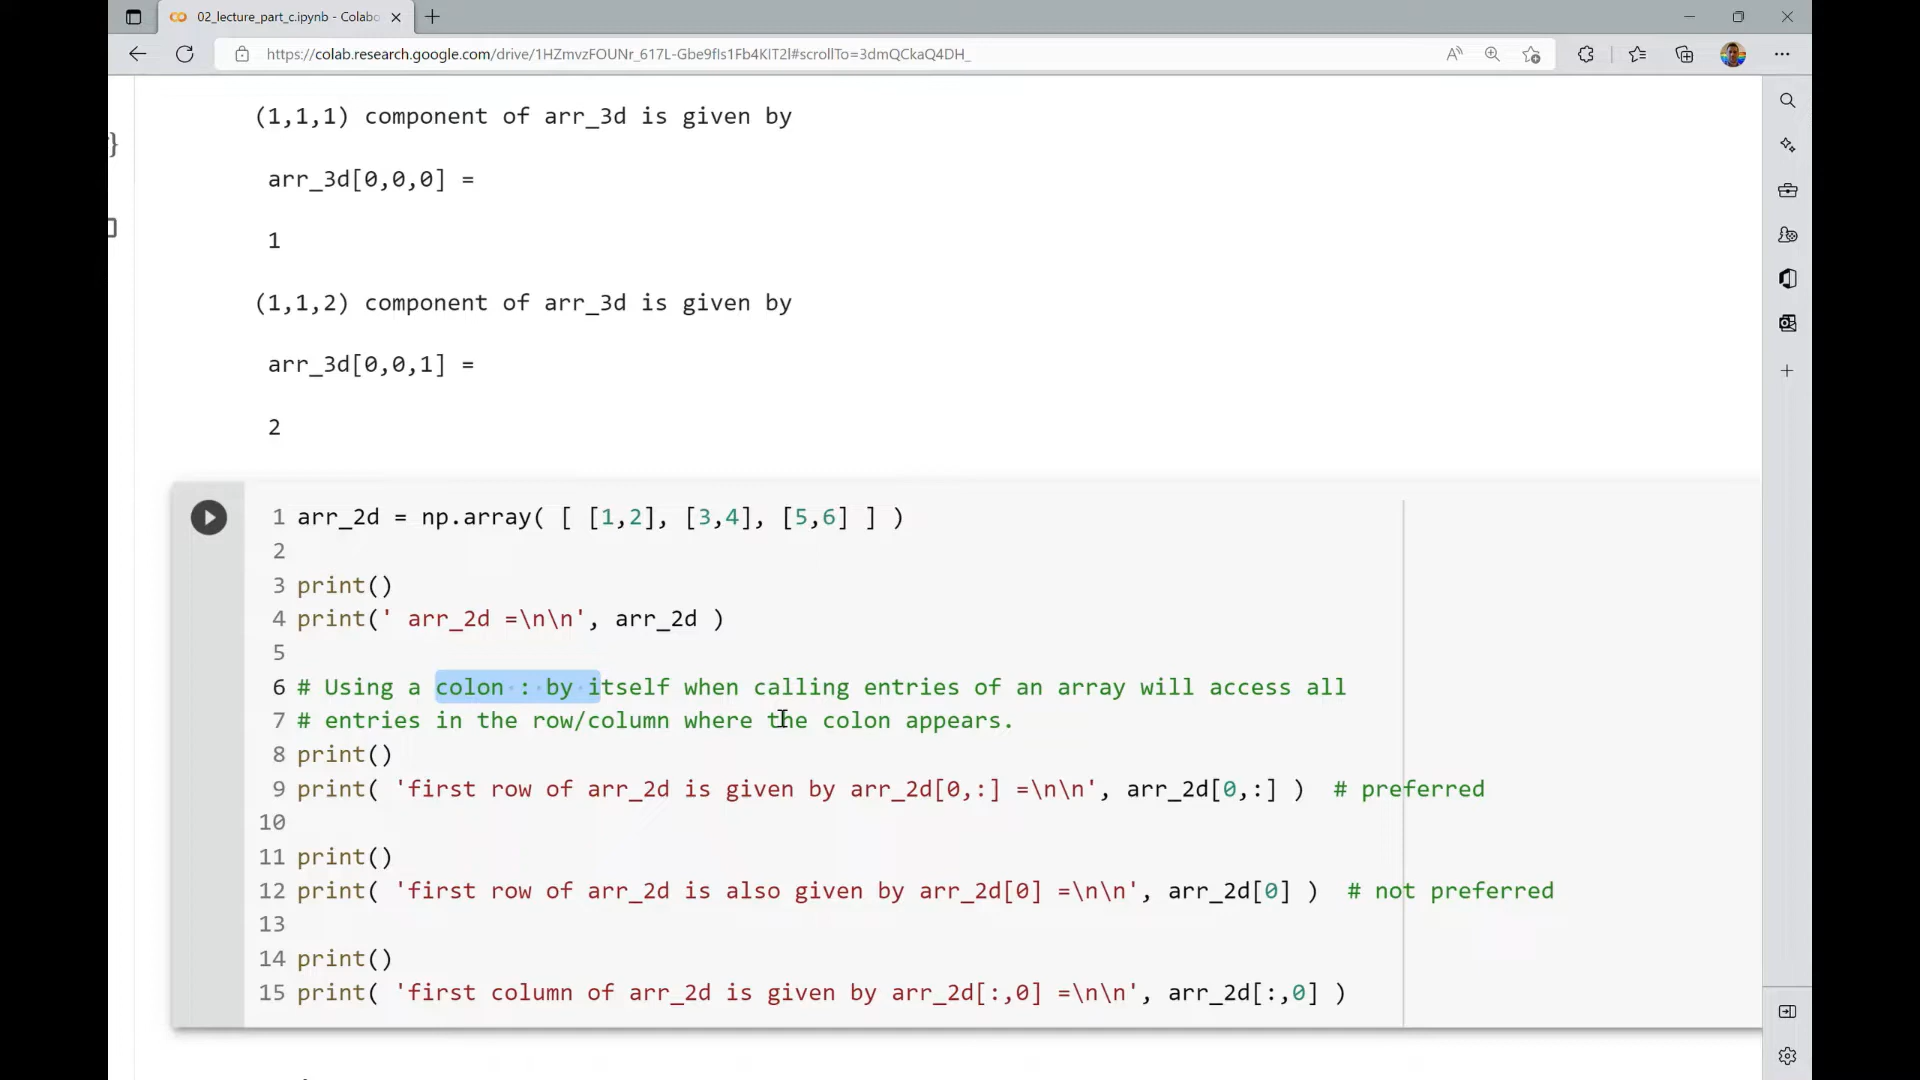 02_lecture_part_c.ipynb - Colabo
https://colab.research.google.com/drive/1HZmvzFOUNr_617L-Gbe9fIs1Fb4KIT2l#scrollTo=3dmQCkaQ4DH_
(1,1,1) component of arr_3d is given by
arr_3d[0,0,0] =
1
(1,1,2) component of arr_3d is given by
arr_3d[0,0,1] =
2
1 arr_2d = np.array( [ [1,2], [3,4], [5,6] ] )
2
3 print()
4 print(' arr_2d =\n\n', arr_2d )
5
6 # Using a colon : by itself when calling entries of an array will access all
7 # entries in the row/column where the colon appears.
8 print()
9 print( 'first row of arr_2d is given by arr_2d[0,:] =\n\n', arr_2d[0,:] )  # preferred
10
11 print()
12 print( 'first row of arr_2d is also given by arr_2d[0] =\n\n', arr_2d[0] )  # not preferred
13
14 print()
15 print( 'first column of arr_2d is given by arr_2d[:,0] =\n\n', arr_2d[:,0] )